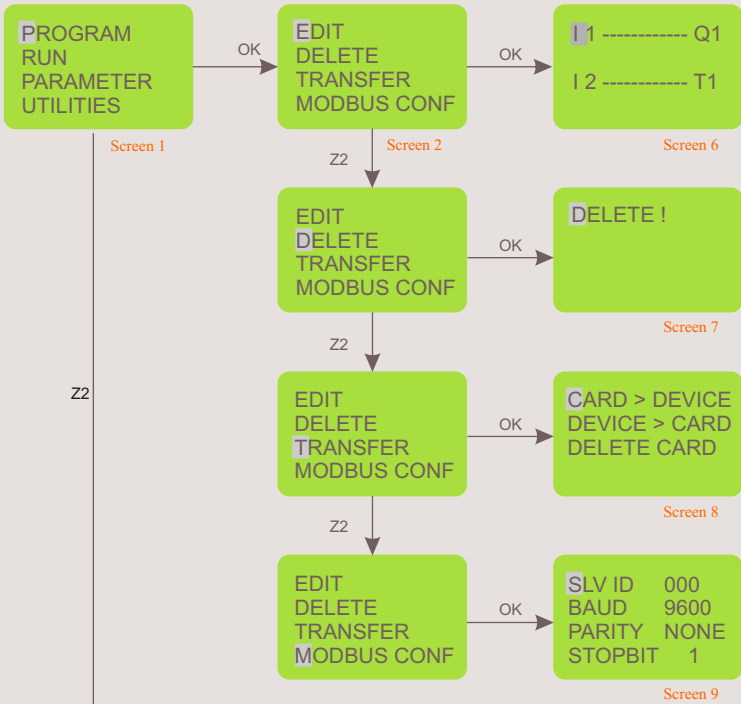 PROGRAM
RUN
PARAMETER
UTILITIES
Screen 1
OK
EDIT
DELETE
TRANSFER
MODBUS CONF
Screen 2
OK
I 1 ------------ Q1
I 2 ------------ T1
Screen 6
Z2
EDIT
DELETE
TRANSFER
MODBUS CONF
OK
DELETE !
Screen 7
Z2
Z2
EDIT
DELETE
TRANSFER
MODBUS CONF
OK
CARD > DEVICE
DEVICE > CARD
DELETE CARD
Screen 8
Z2
EDIT
DELETE
TRANSFER
MODBUS CONF
OK
SLV ID 000
BAUD 9600
PARITY NONE
STOPBIT 1
Screen 9